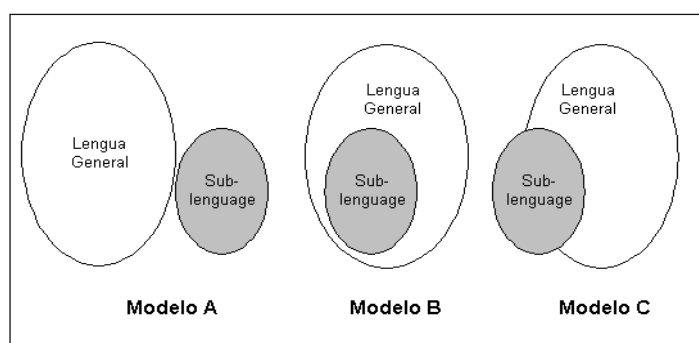 Lengua
General
Sub-
lenguage
Modelo A
Lengua
General
Sub-
lenguage
Modelo B
Lengua
General
Sub-
lenguage
Modelo C